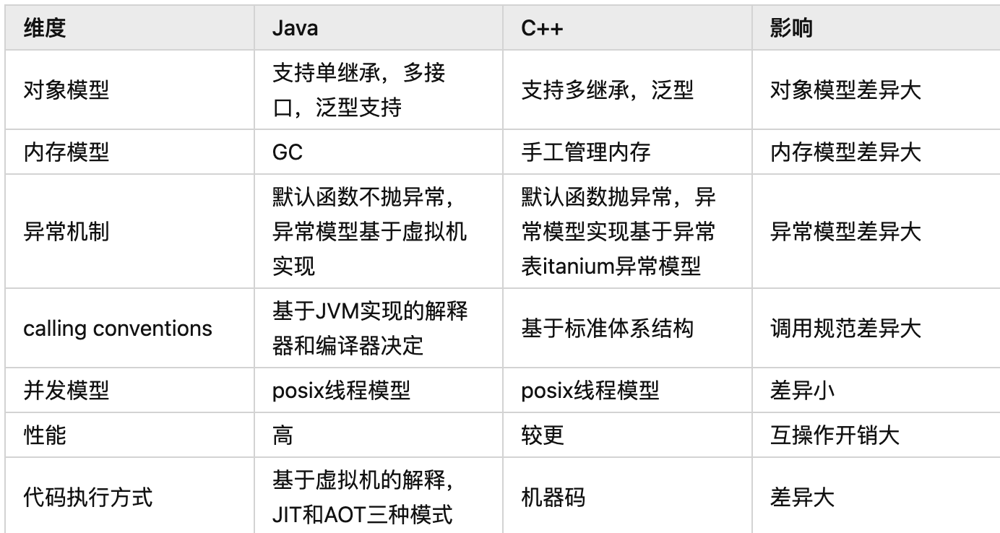 维度
Java
C++
影响
对象模型
支持单继承，多接
口，泛型支持
支持多继承，泛型
对象模型差异大
内存模型
GC
手工管理内存
内存模型差异大
异常机制
默认函数不抛异常，
异常模型基于虚拟机
实现
默认函数抛异常，异
常模型实现基于异常
表itanium异常模型
异常模型差异大
calling conventions
基于JVM实现的解释
器和编译器决定
基于标准体系结构
调用规范差异大
并发模型
posix线程模型
posix线程模型
差异小
性能
高
较更
互操作开销大
代码执行方式
基于虚拟机的解释，
JIT和AOT三种模式
机器码
差异大